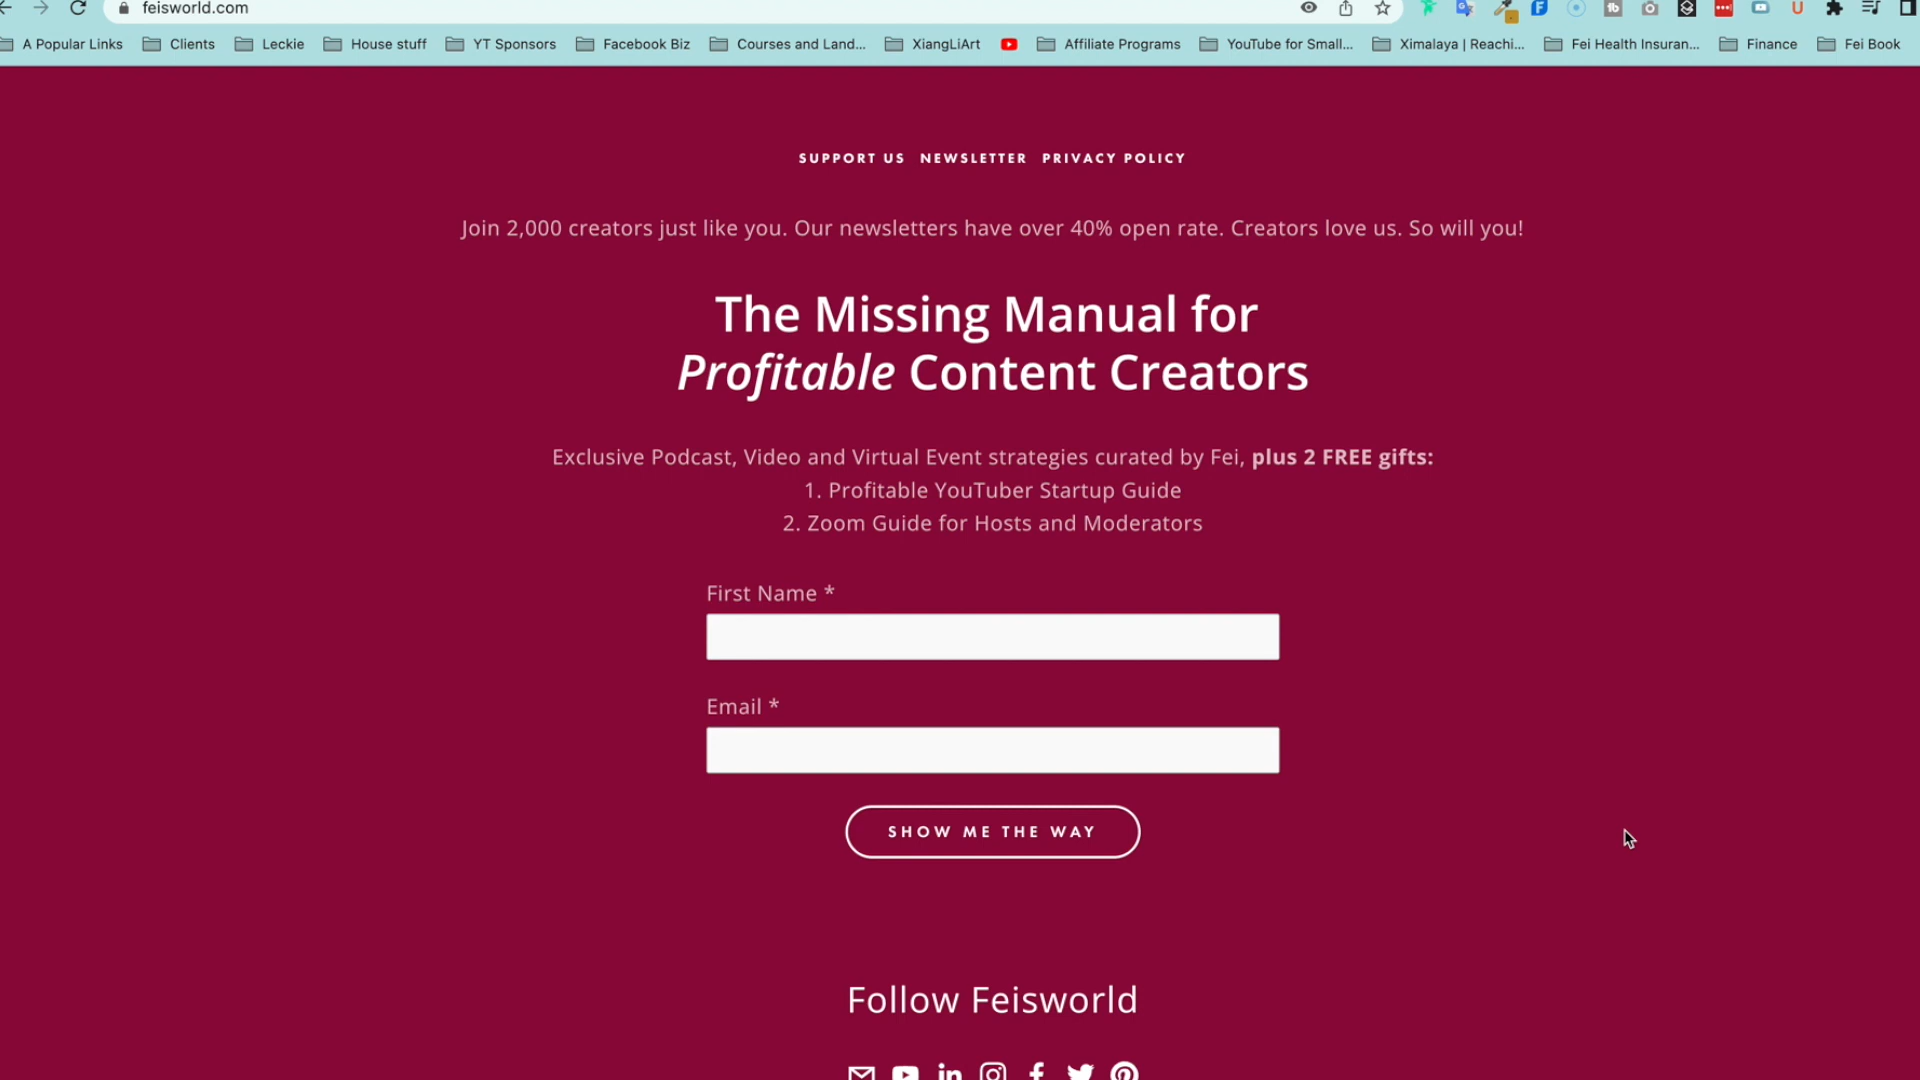 feisworld.com
A Popular Links Clients Leckie House stuff YT Sponsors Facebook Biz Courses and Land... XiangLiArt Affiliate Programs YouTube for Small... Ximalaya | Reachi... Fei Health Insuran... Finance Fei Book
SUPPORT US NEWSLETTER PRIVACY POLICY
Join 2,000 creators just like you. Our newsletters have over 40% open rate. Creators love us. So will you!
The Missing Manual for
Profitable Content Creators
Exclusive Podcast, Video and Virtual Event strategies curated by Fei, plus 2 FREE gifts:
1. Profitable YouTuber Startup Guide
2. Zoom Guide for Hosts and Moderators
First Name *
Email *
SHOW ME THE WAY
Follow Feisworld